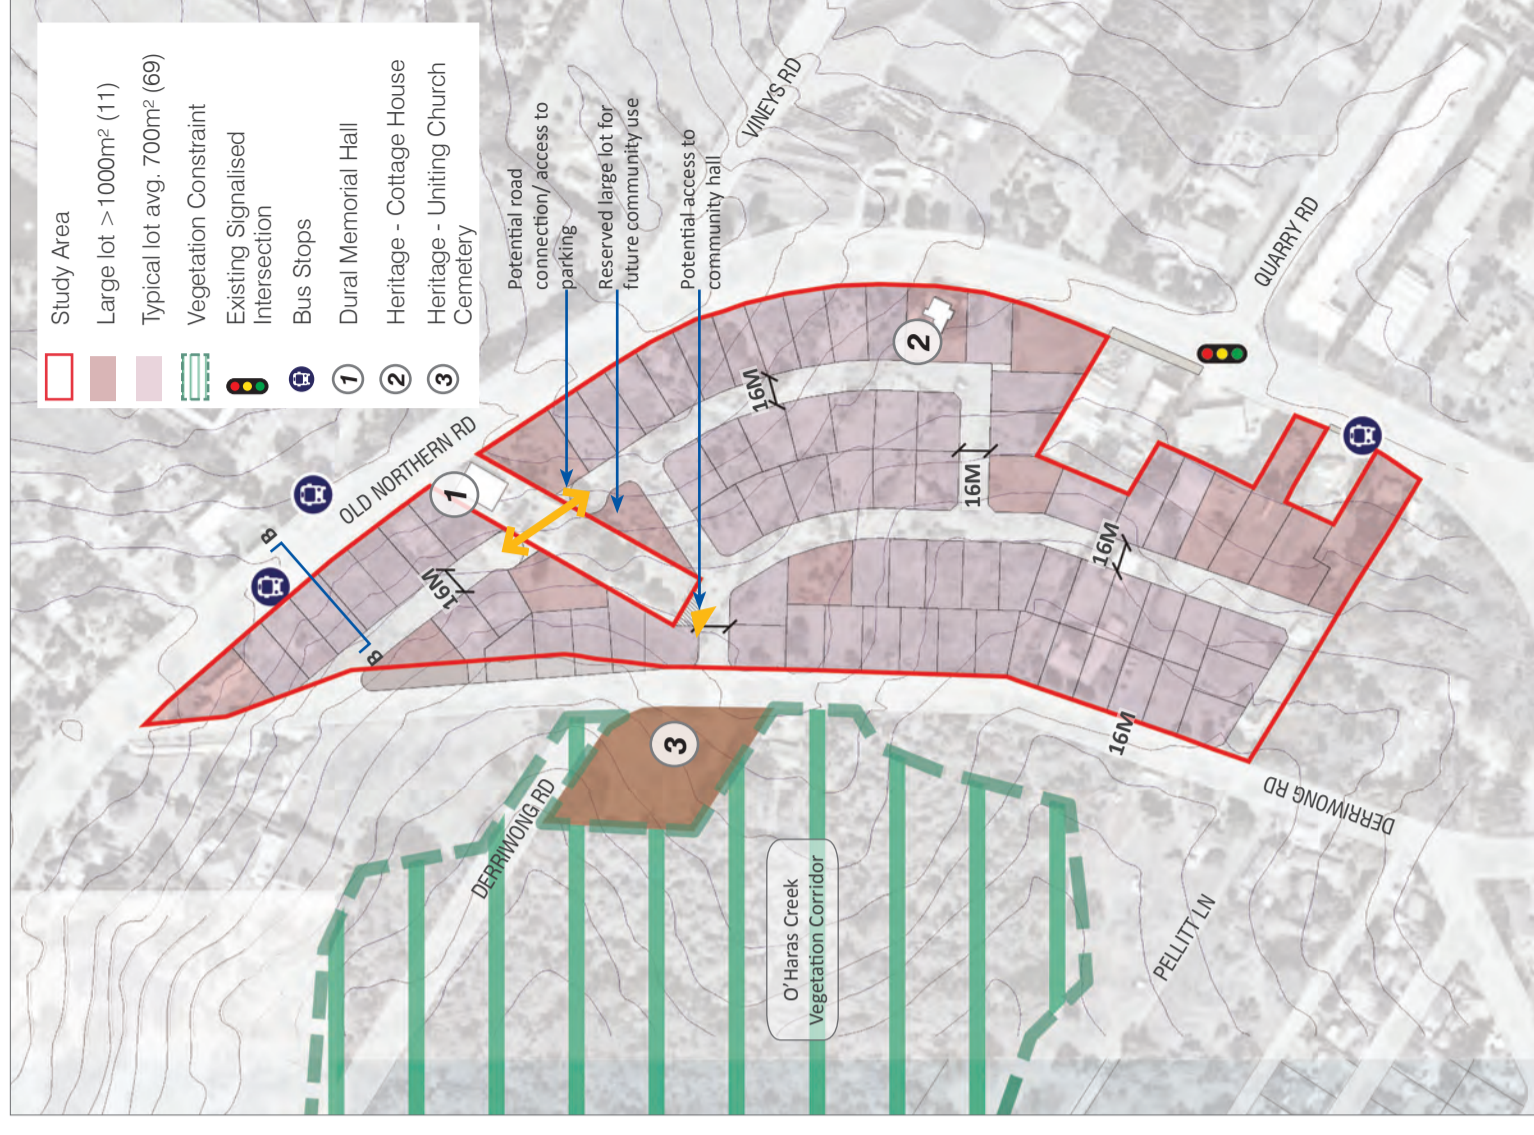 Study Area
Large lot > 1000m² (11)
Typical lot avg. 700m² (69)
Vegetation Constraint
Existing Signalised
Intersection
Bus Stops
1
Dural Memorial Hall
2
Heritage - Cottage House
3
Heritage - Uniting Church
Cemetery
Potential road
connection/ access to
parking
Reserved large lot for
future community use
Potential access to
community hall
VINEYS RD
QUARRY RD
OLD NORTHERN RD
B
B
1
2
3
16M
16M
16M
16M
16M
DERRIWONG RD
DERRIWONG RD
O'Haras Creek
Vegetation Corridor
PELLITT LN